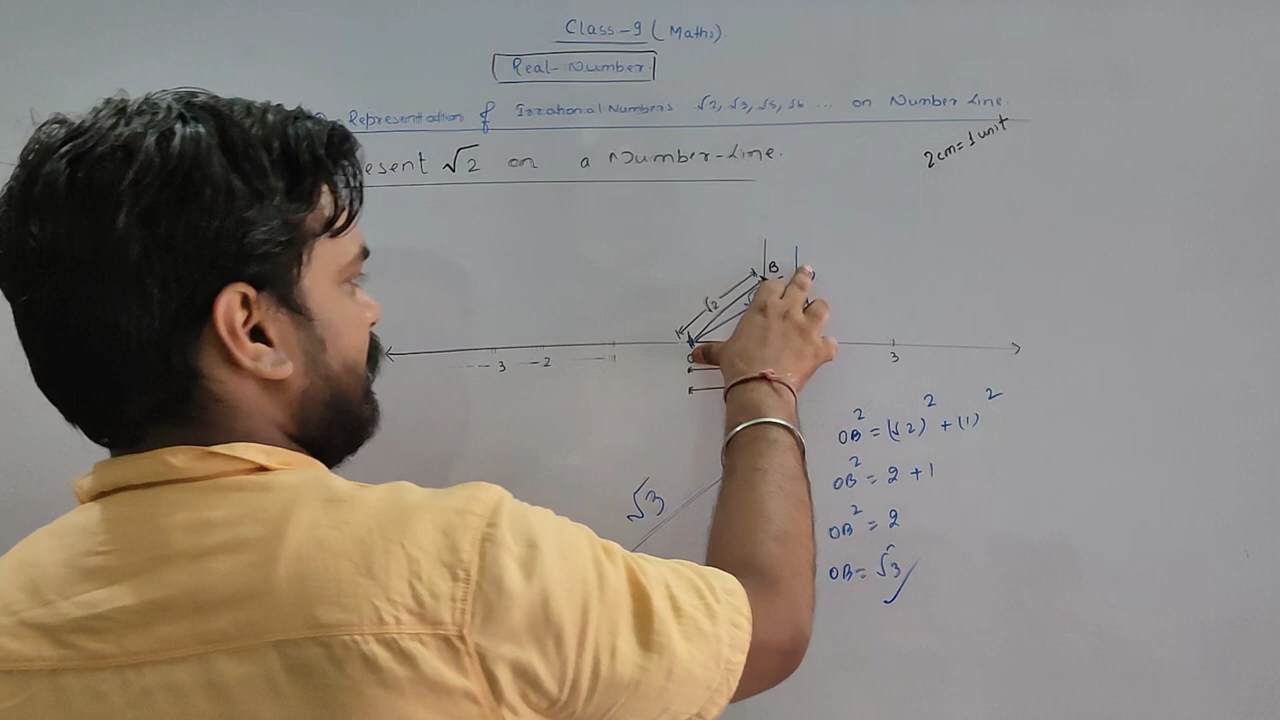 Class-9 (Maths).
Real-Number
Representation of Irrational Numbers √2, √3, √5, √6 ... on Number Line.
2cm=1unit
esent √2 on a Number-Line.
B
√2
- - - 3 - 2 0 3
OB² = (√2)² + (1)²
OB² = 2 + 1
√3
OB² = 2
OB = √3